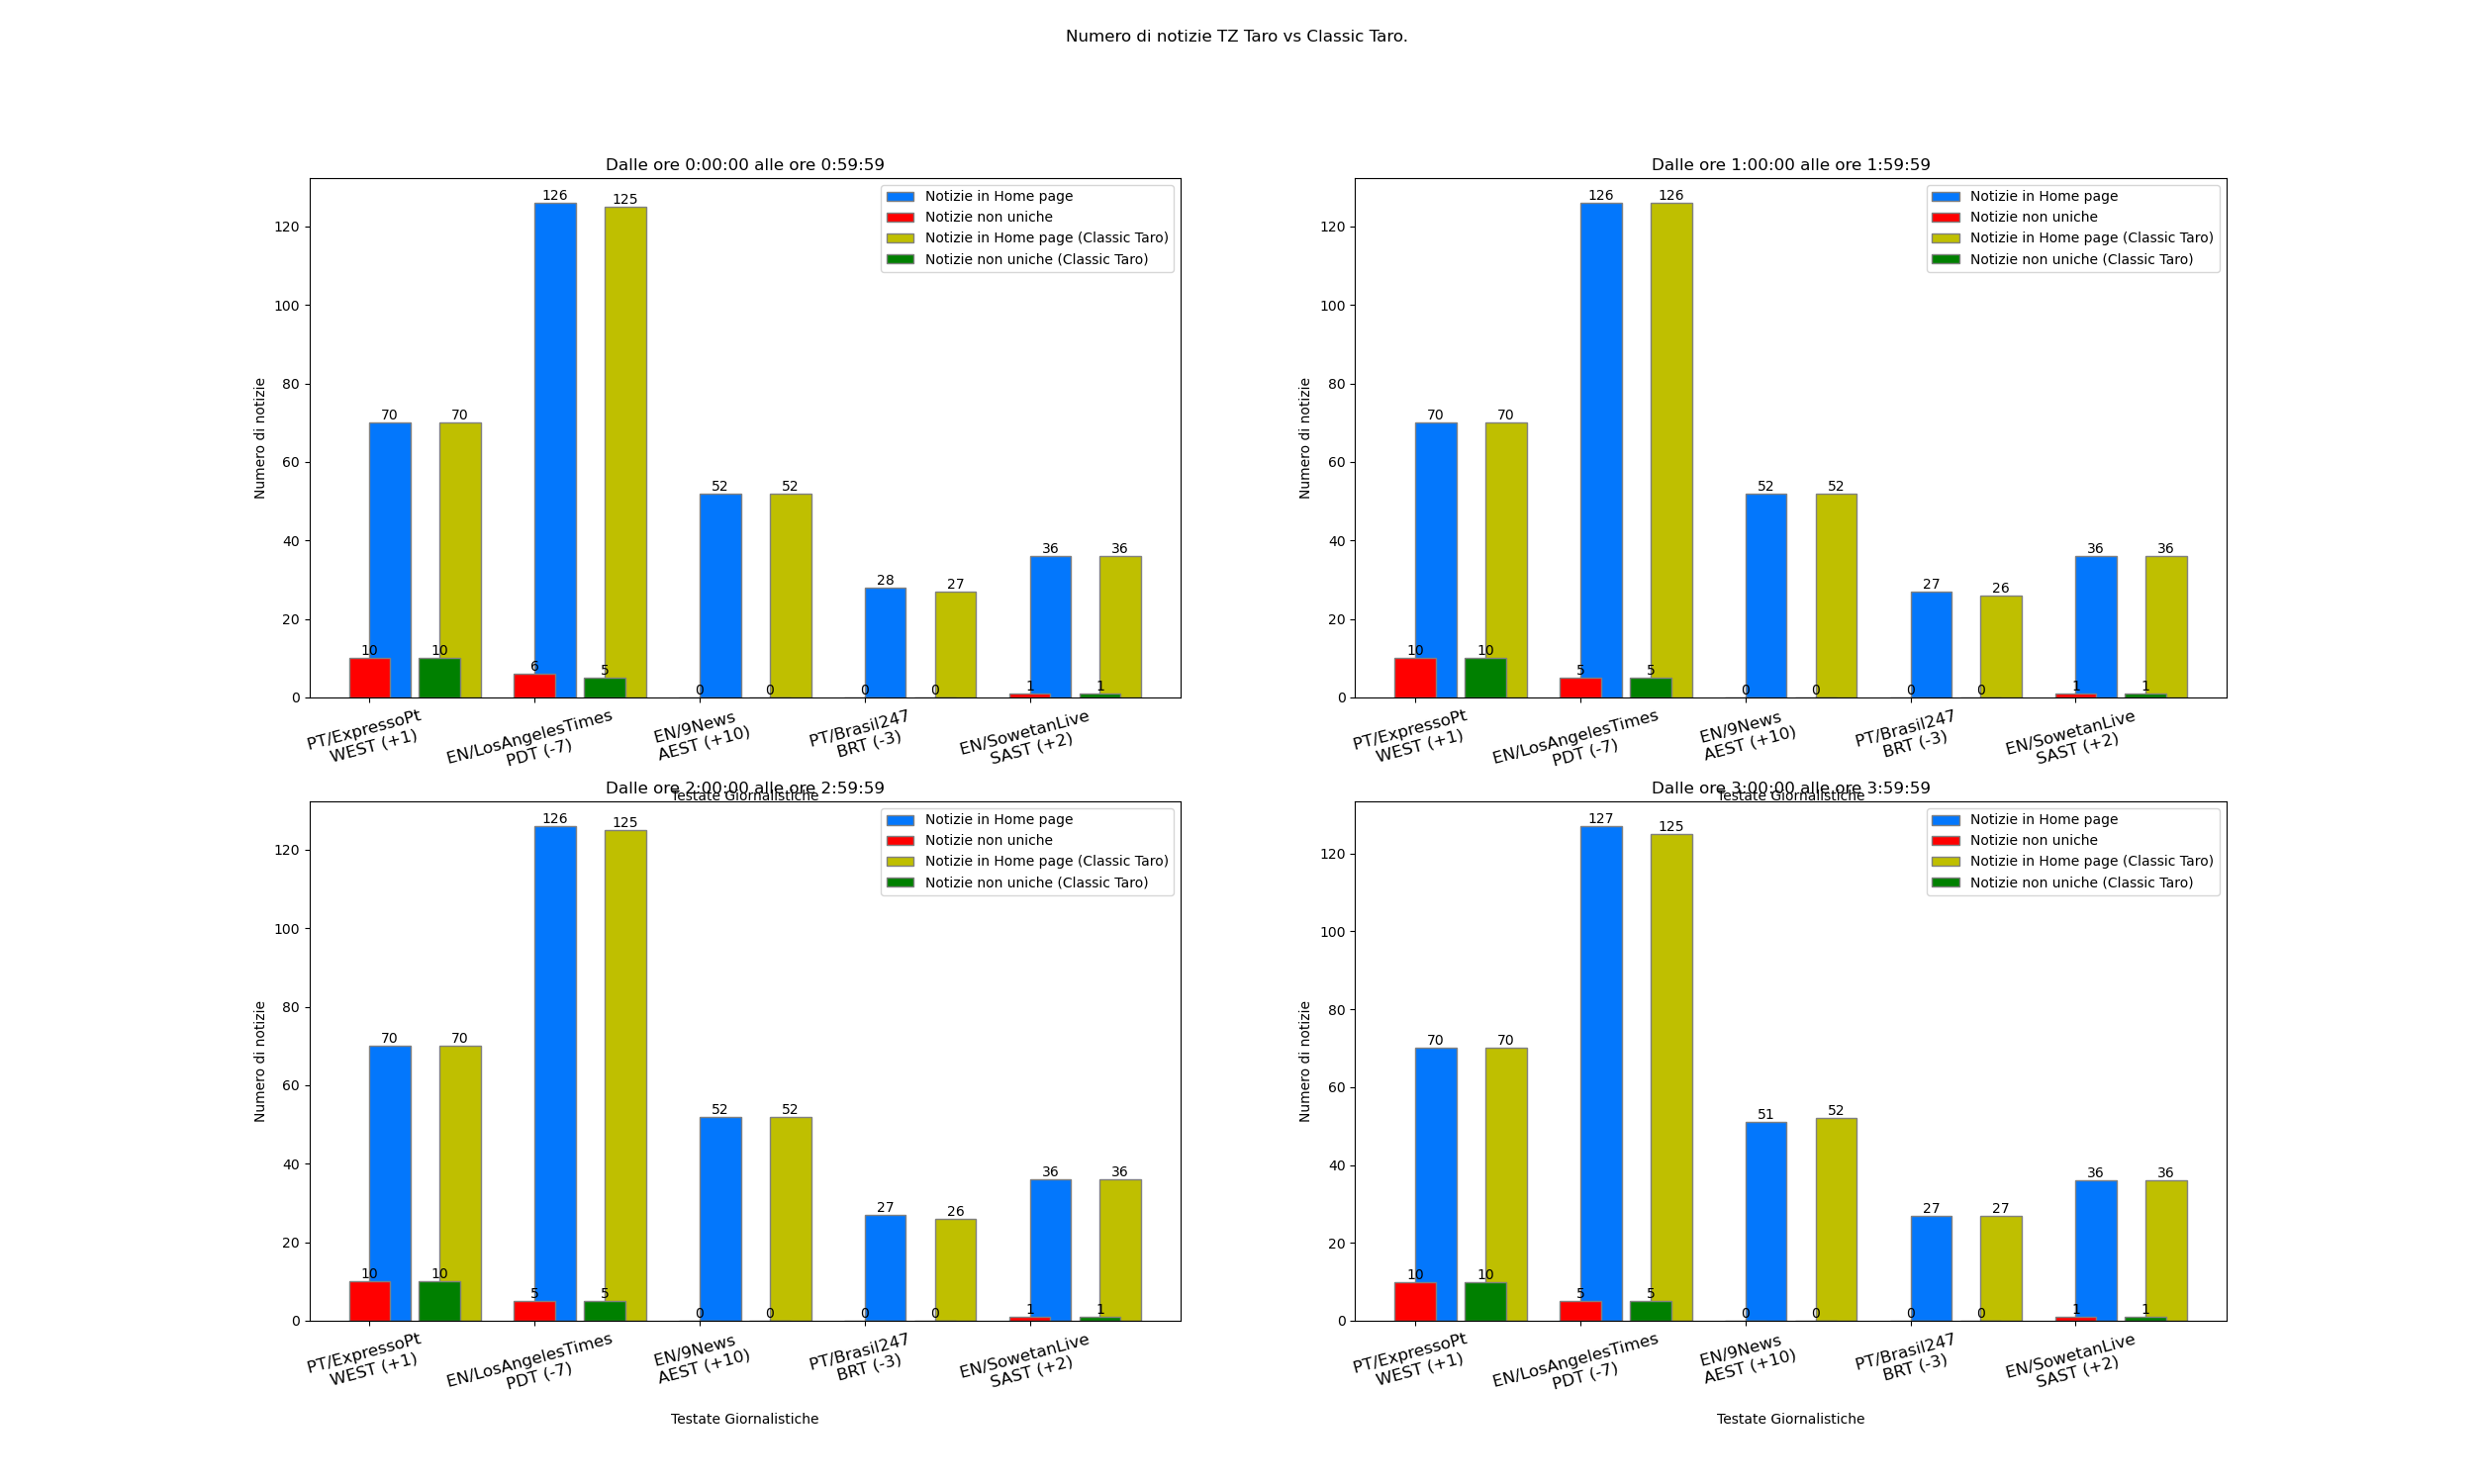 Numero di notizie TZ Taro vs Classic Taro.
Dalle ore 0:00:00 alle ore 0:59:59
Notizie in Home page
Notizie non uniche
Notizie in Home page (Classic Taro)
Notizie non uniche (Classic Taro)
Numero di notizie
120
100
80
60
40
20
0
70 70 126 125 52 52 28 27 36 36
10 10 6 5 0 0 0 0 1 1
PT/ExpressoPt
WEST (+1)
EN/LosAngelesTimes
PDT (-7)
EN/9News
AEST (+10)
PT/Brasil247
BRT (-3)
EN/SowetanLive
SAST (+2)
Testate Giornalistiche
Dalle ore 1:00:00 alle ore 1:59:59
Notizie in Home page
Notizie non uniche
Notizie in Home page (Classic Taro)
Notizie non uniche (Classic Taro)
Numero di notizie
120
100
80
60
40
20
0
70 70 126 126 52 52 27 26 36 36
10 10 5 5 0 0 0 0 1 1
PT/ExpressoPt
WEST (+1)
EN/LosAngelesTimes
PDT (-7)
EN/9News
AEST (+10)
PT/Brasil247
BRT (-3)
EN/SowetanLive
SAST (+2)
Testate Giornalistiche
Dalle ore 2:00:00 alle ore 2:59:59
Notizie in Home page
Notizie non uniche
Notizie in Home page (Classic Taro)
Notizie non uniche (Classic Taro)
Numero di notizie
120
100
80
60
40
20
0
70 70 126 125 52 52 27 26 36 36
10 10 5 5 0 0 0 0 1 1
PT/ExpressoPt
WEST (+1)
EN/LosAngelesTimes
PDT (-7)
EN/9News
AEST (+10)
PT/Brasil247
BRT (-3)
EN/SowetanLive
SAST (+2)
Testate Giornalistiche
Dalle ore 3:00:00 alle ore 3:59:59
Notizie in Home page
Notizie non uniche
Notizie in Home page (Classic Taro)
Notizie non uniche (Classic Taro)
Numero di notizie
120
100
80
60
40
20
0
70 70 127 125 51 52 27 27 36 36
10 10 5 5 0 0 0 0 1 1
PT/ExpressoPt
WEST (+1)
EN/LosAngelesTimes
PDT (-7)
EN/9News
AEST (+10)
PT/Brasil247
BRT (-3)
EN/SowetanLive
SAST (+2)
Testate Giornalistiche